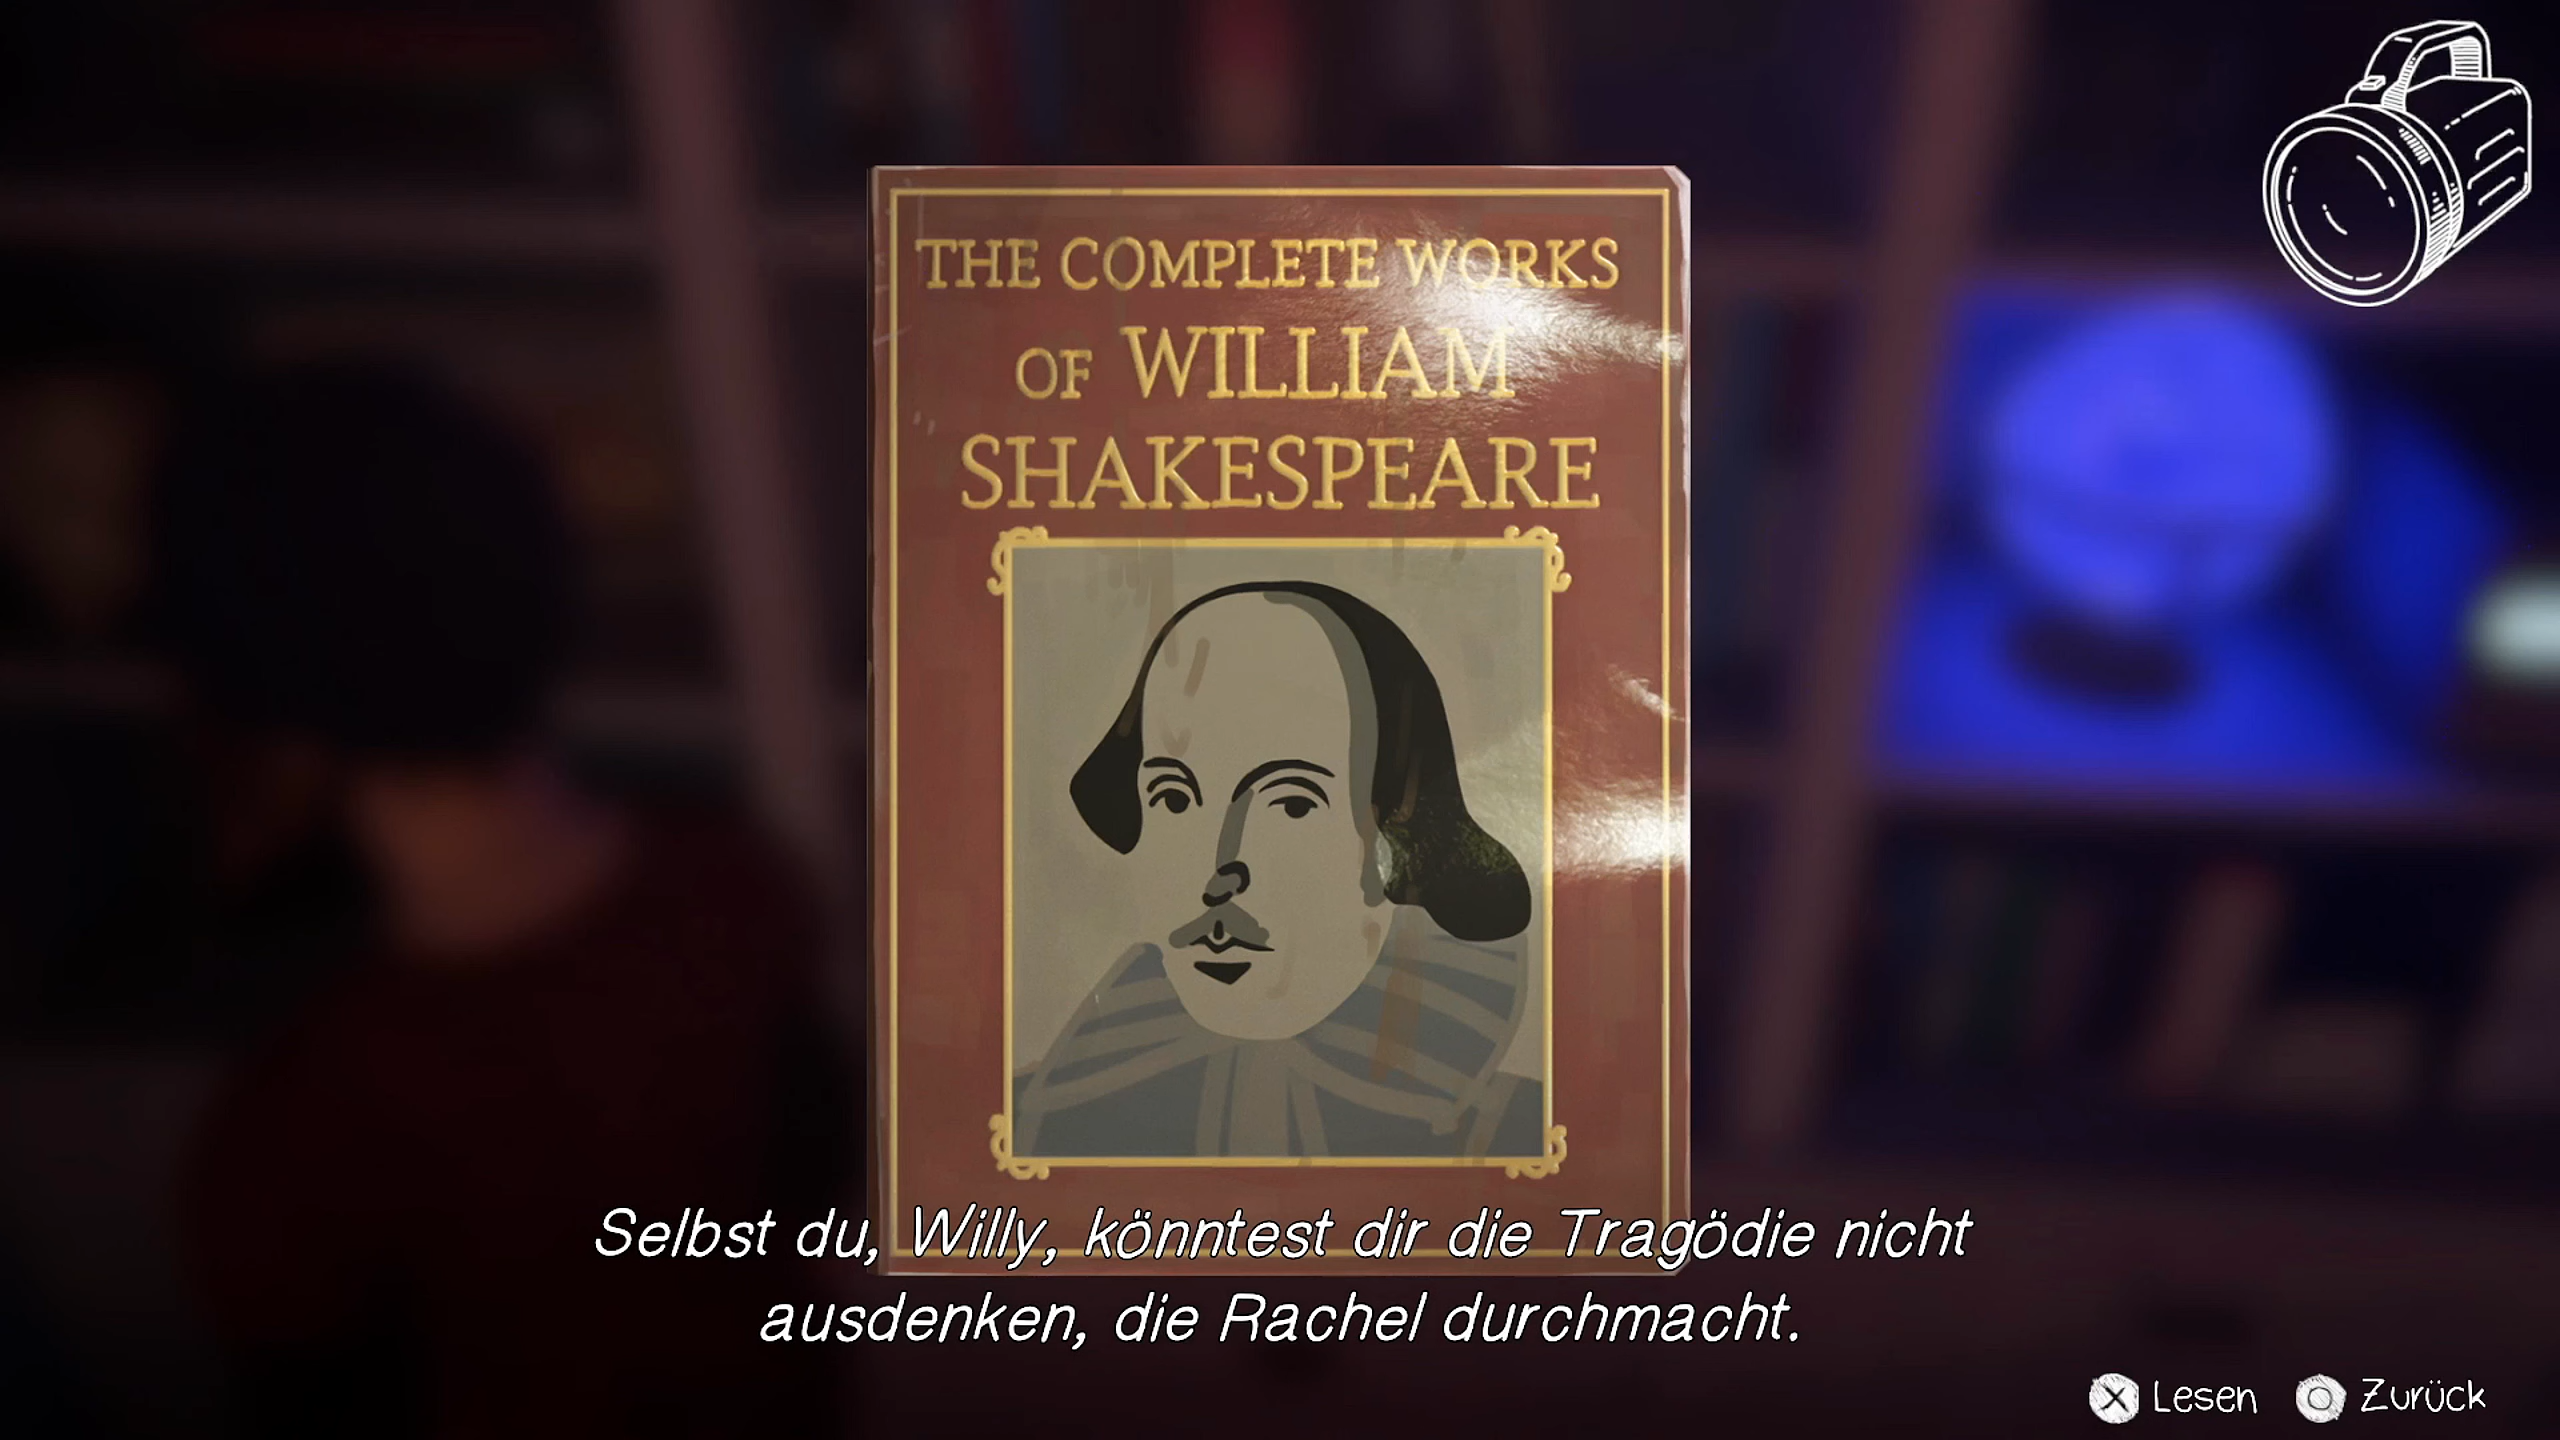 THE COMPLETE WORKS
OF WILLIAM
SHAKESPEARE
Selbst du, Willy, könntest dir die Tragödie nicht
ausdenken, die Rachel durchmacht.
Lesen Zurück